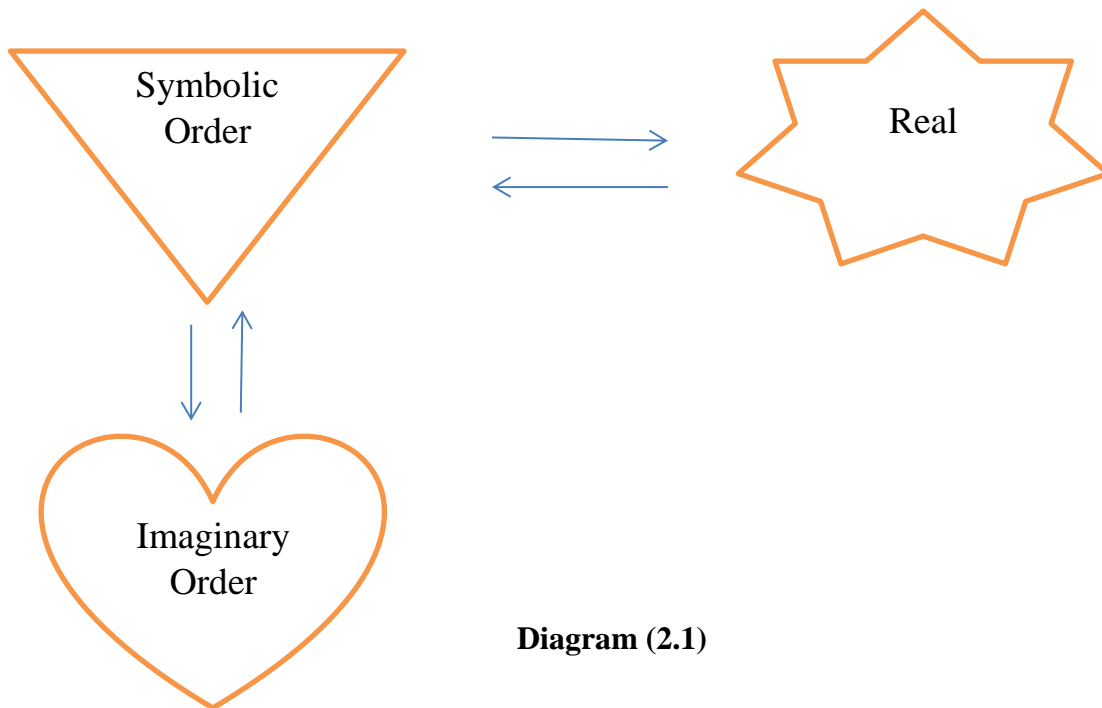 Symbolic
Order
Real
Imaginary
Order
Diagram (2.1)